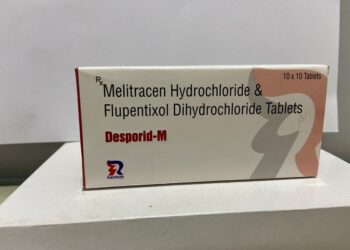 Rx
10 x 10 Tablets
Melitracen Hydrochloride &
Flupentixol Dihydrochloride Tablets
Desporid-M